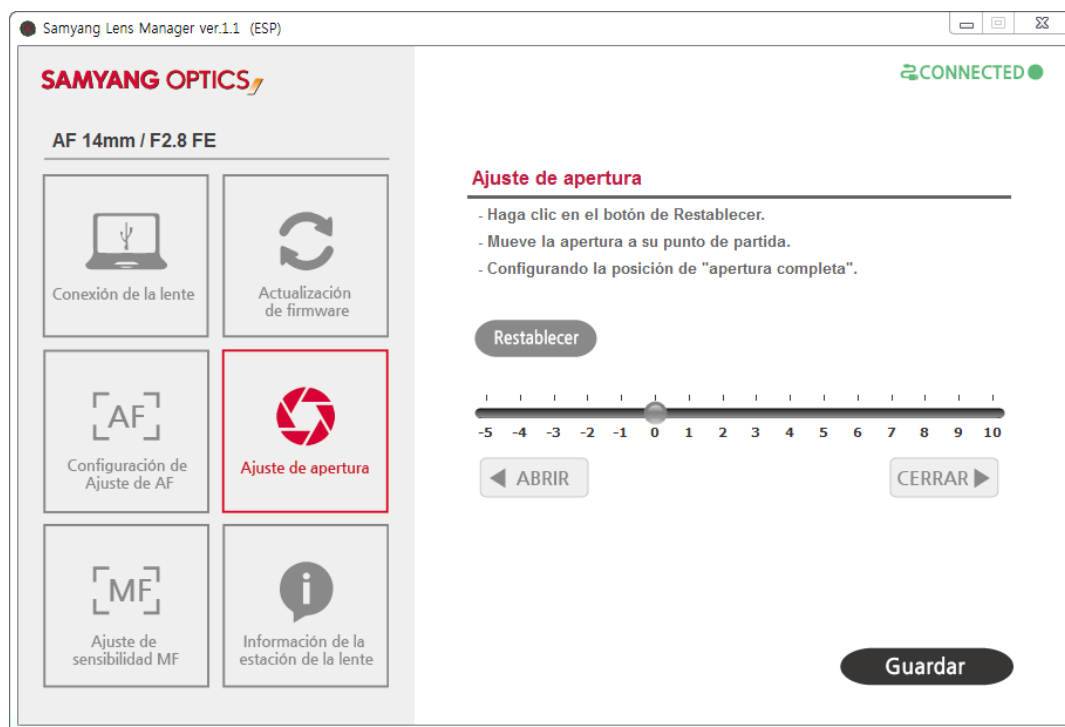 Samyang Lens Manager ver.1.1 (ESP)
SAMYANG OPTICS
CONNECTED
AF 14mm / F2.8 FE
Conexión de la lente
Actualización
de firmware
AF
Configuración de
Ajuste de AF
Ajuste de apertura
MF
Ajuste de
sensibilidad MF
i
Información de la
estación de la lente
Ajuste de apertura
- Haga clic en el botón de Restablecer.
- Mueve la apertura a su punto de partida.
- Configurando la posición de "apertura completa".
Restablecer
-5 -4 -3 -2 -1 0 1 2 3 4 5 6 7 8 9 10
ABRIR
CERRAR
Guardar